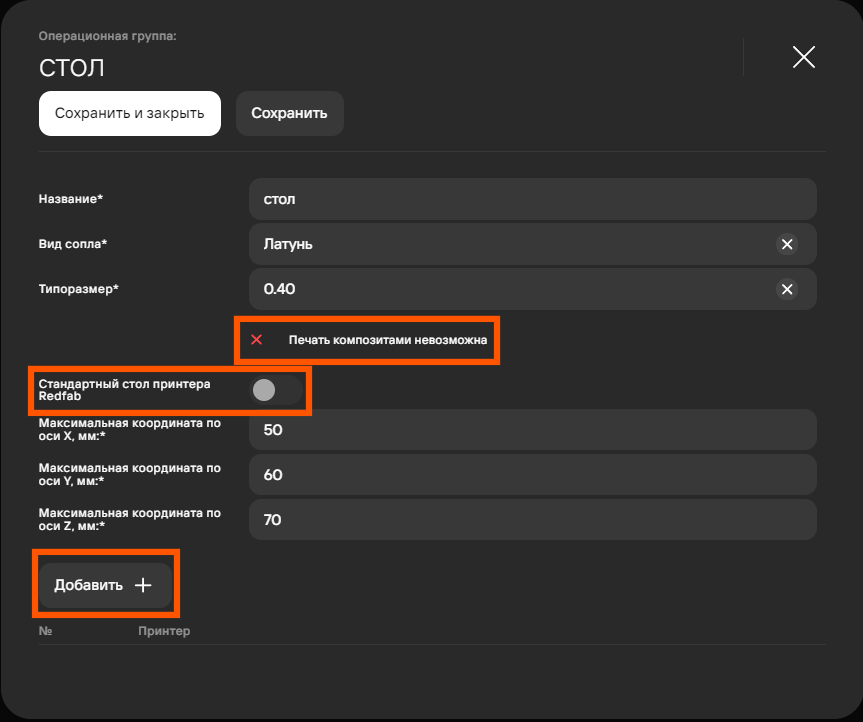 Операционная группа:
СТОЛ
Сохранить и закрыть
Сохранить
Название*
стол
Вид сопла*
Латунь
Типоразмер*
0.40
Печать композитами невозможна
Стандартный стол принтера
Redfab
Максимальная координата по
оси X, мм:*
50
Максимальная координата по
оси Y, мм:*
60
Максимальная координата по
оси Z, мм:*
70
Добавить
№
Принтер